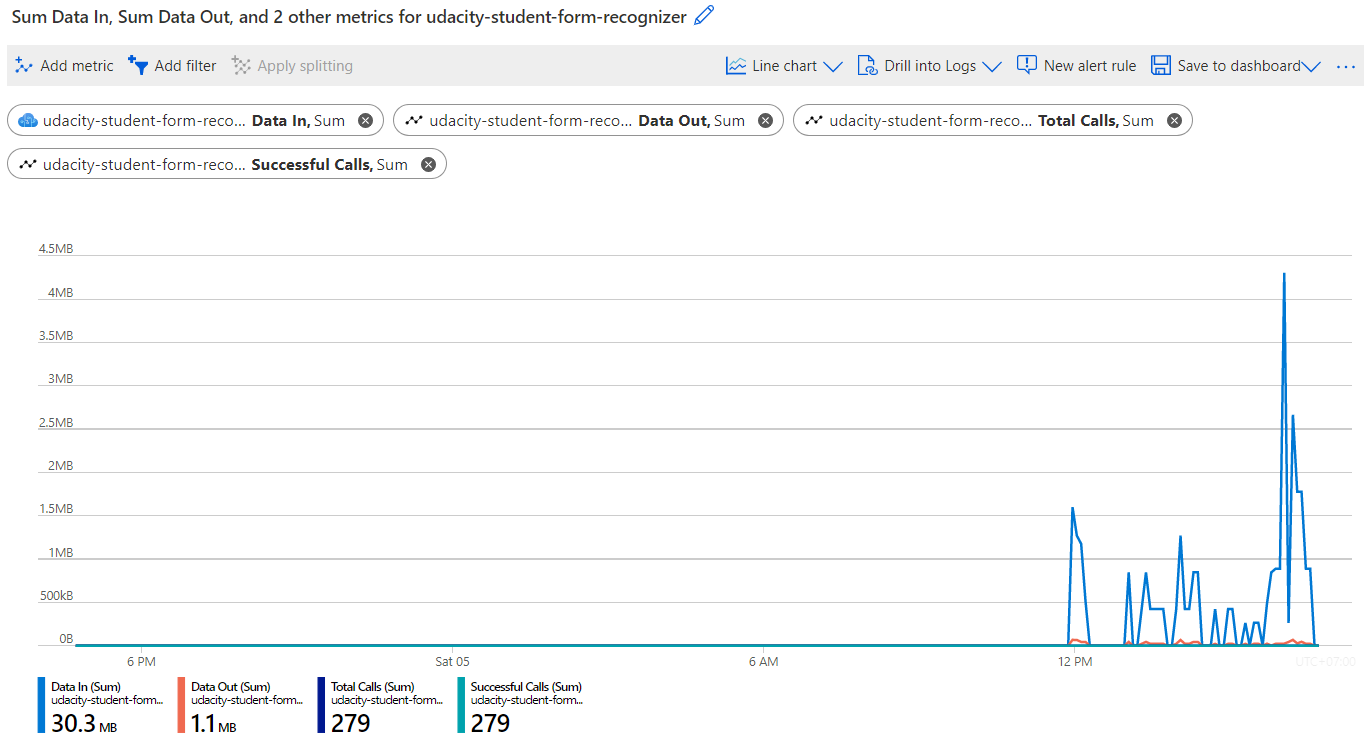 Sum Data In, Sum Data Out, and 2 other metrics for udacity-student-form-recognizer
Add metric Add filter Apply splitting Line chart Drill into Logs New alert rule Save to dashboard ...
udacity-student-form-reco... Data In, Sum udacity-student-form-reco... Data Out, Sum udacity-student-form-reco... Total Calls, Sum
udacity-student-form-reco... Successful Calls, Sum
4.5MB
4MB
3.5MB
3MB
2.5MB
2MB
1.5MB
1MB
500kB
0B
6 PM Sat 05 6 AM 12 PM UTC+07:00
Data In (Sum) Data Out (Sum) Total Calls (Sum) Successful Calls (Sum)
udacity-student-form... udacity-student-form... udacity-student-form... udacity-student-form...
30.3 MB 1.1 MB 279 279